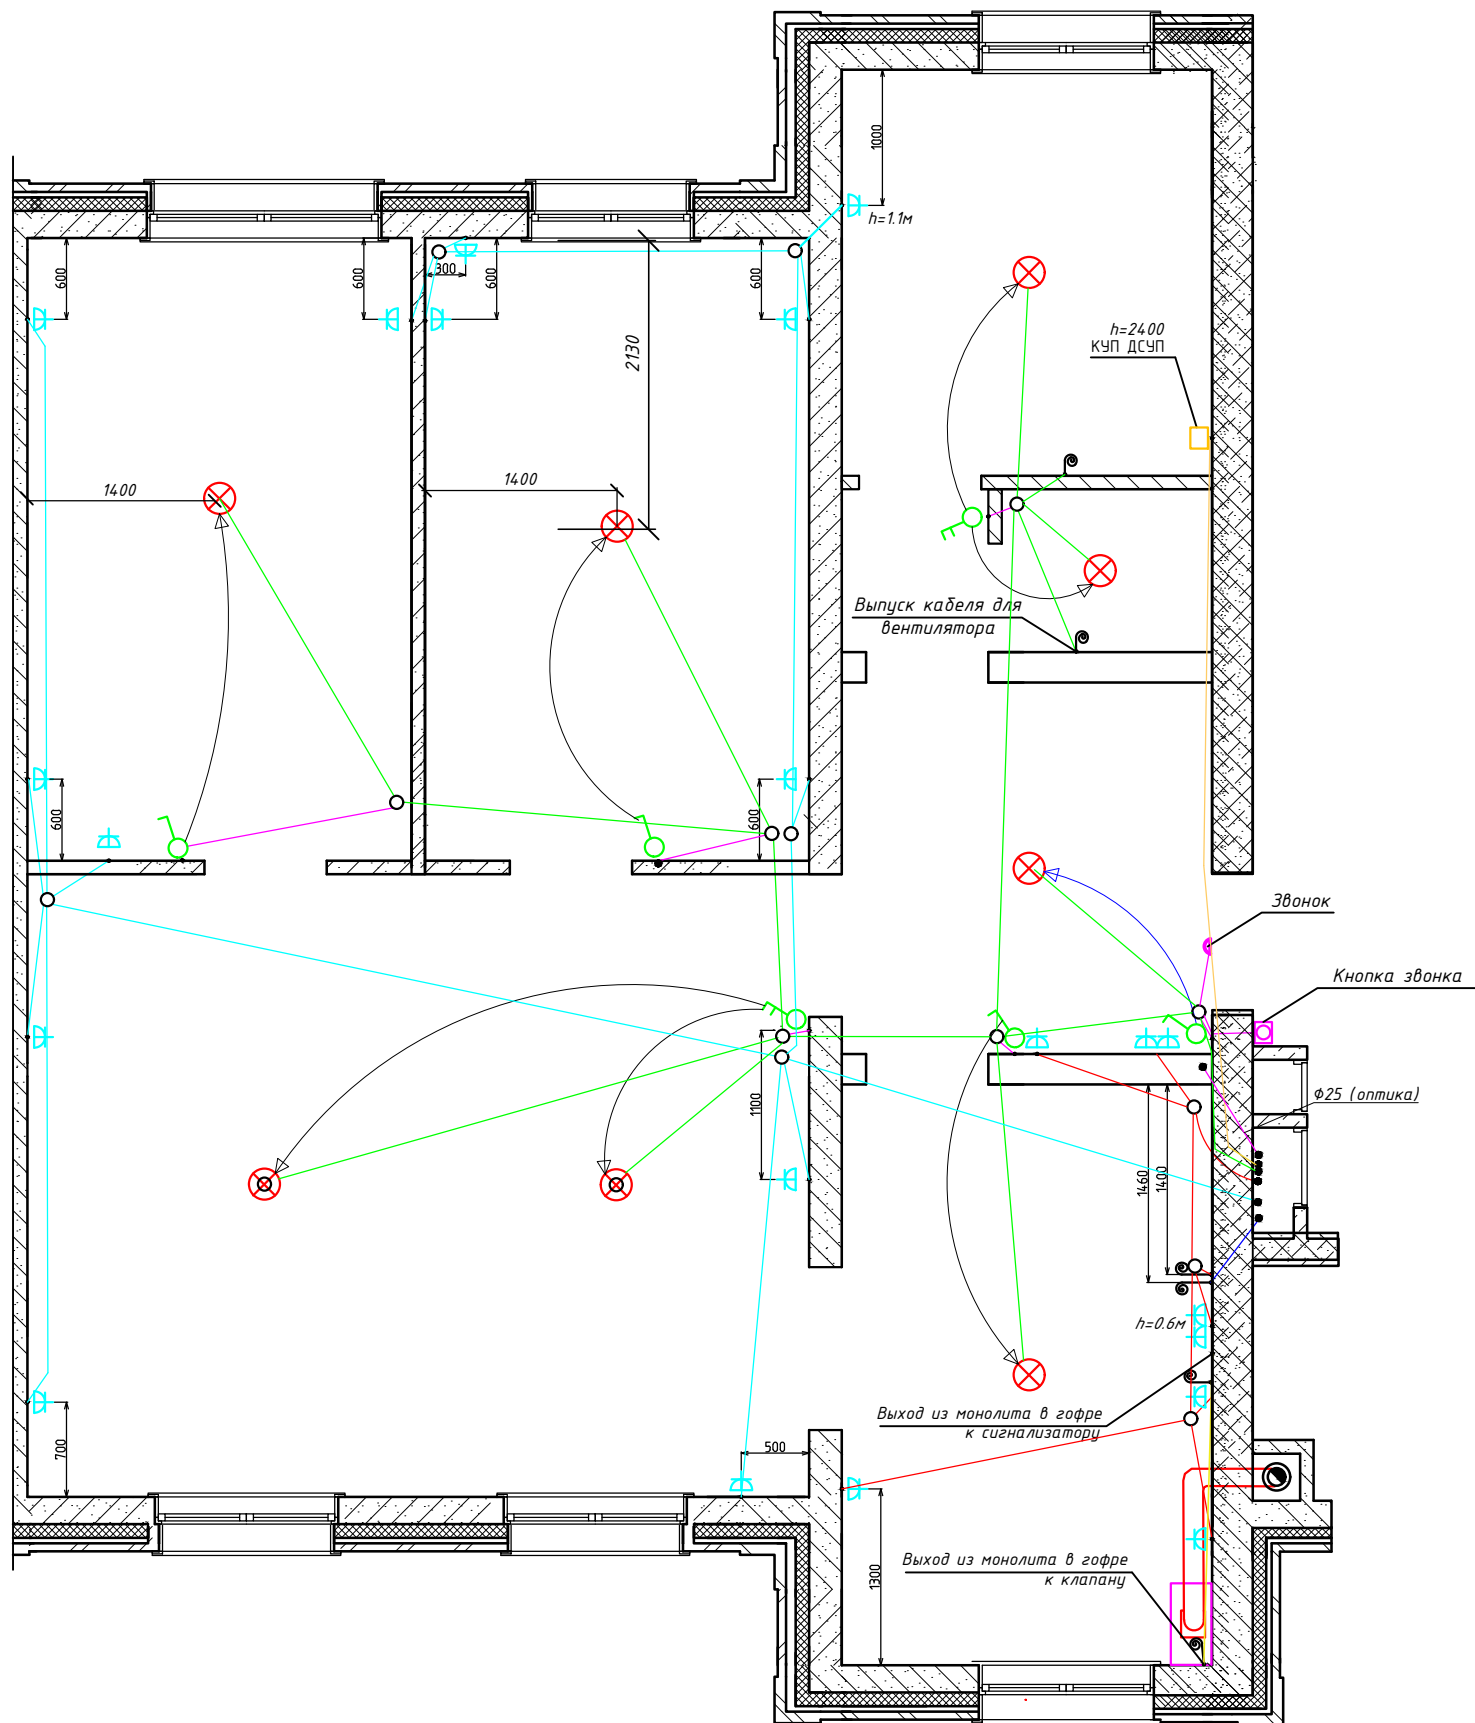 1000
h=1.1м
600
600
300
600
600
2130
h=2400
КУП ДСУП
1400
1400
Выпуск кабеля для
вентилятора
600
600
Звонок
Кнопка звонка
1100
Ф25 (оптика)
1460
1400
h=0.6м
Выход из монолита в гофре
к сигнализатору
700
500
1300
Выход из монолита в гофре
к клапану